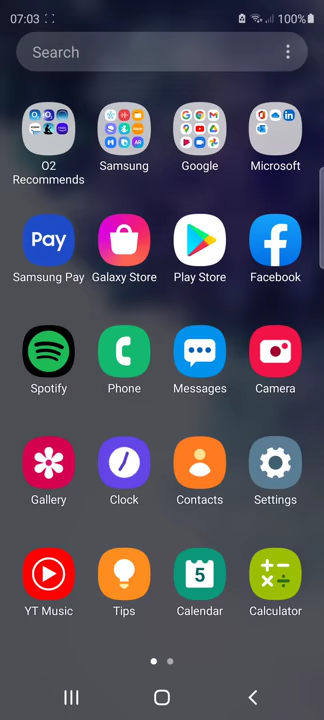 07:03 100%
Search
O2 Samsung Google Microsoft
Recommends
Pay
Samsung Pay Galaxy Store Play Store Facebook
Spotify Phone Messages Camera
Gallery Clock Contacts Settings
5
YT Music Tips Calendar Calculator